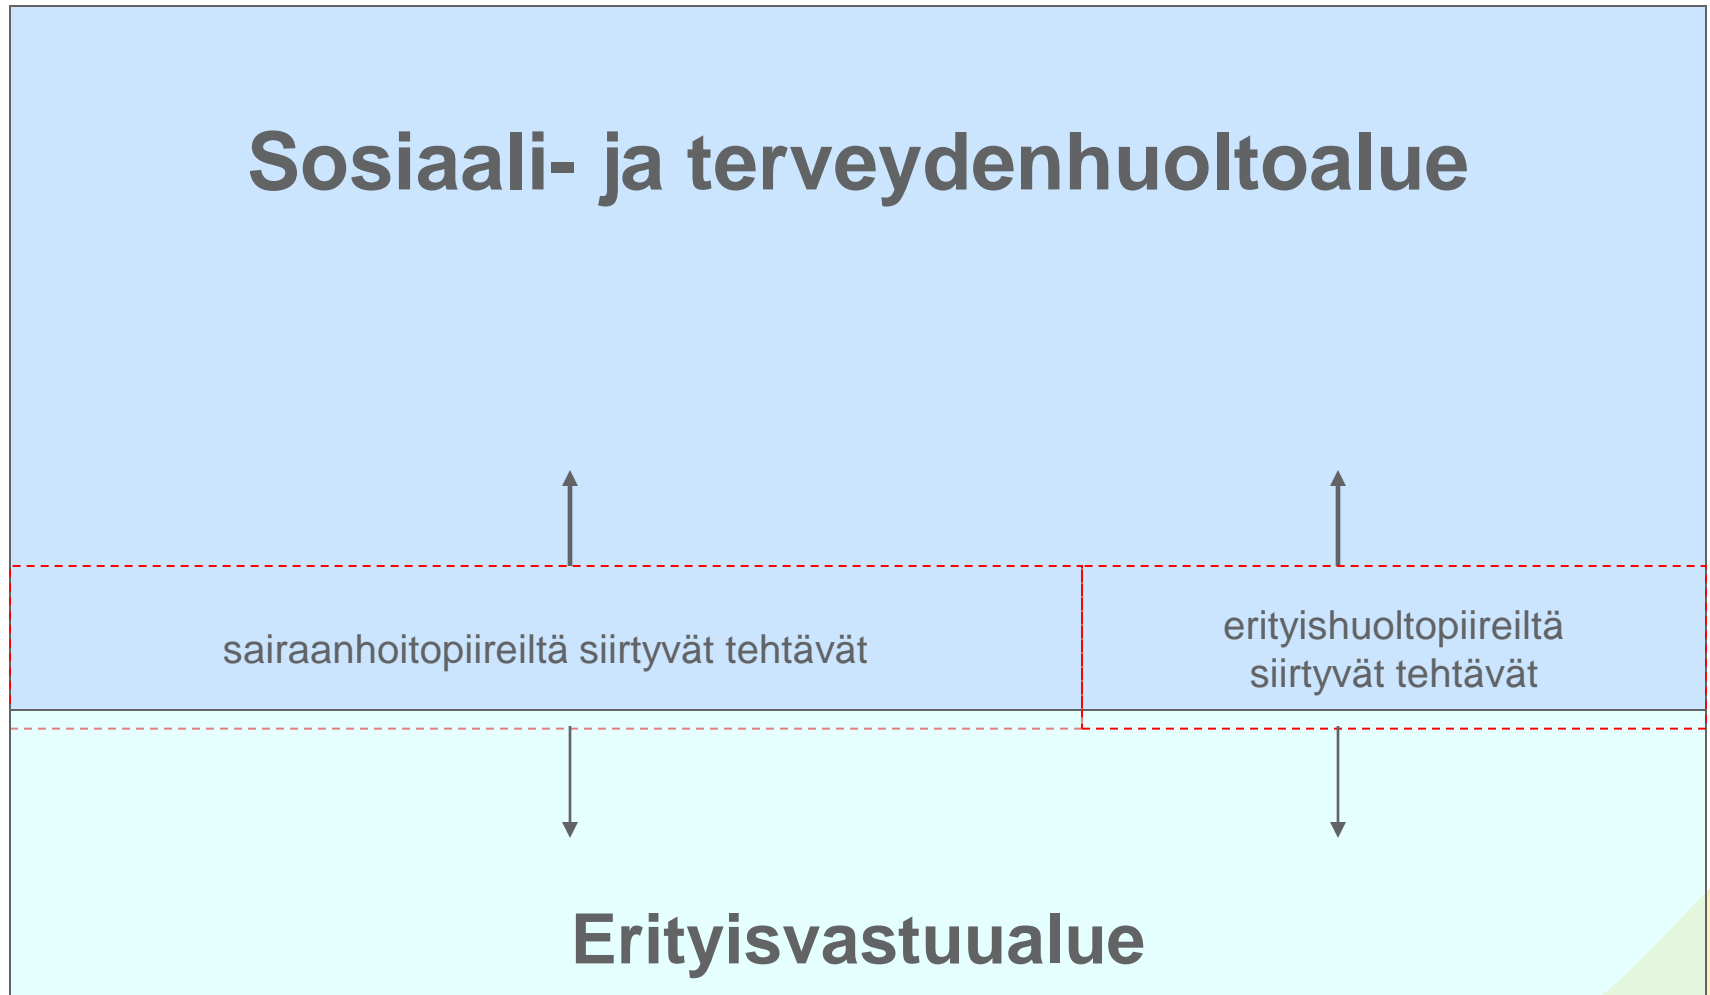 Sosiaali- ja terveydenhuoltoalue
sairaanhoitopiireiltä siirtyvät tehtävät
erityishuoltopiireiltä
siirtyvät tehtävät
Erityisvastuualue